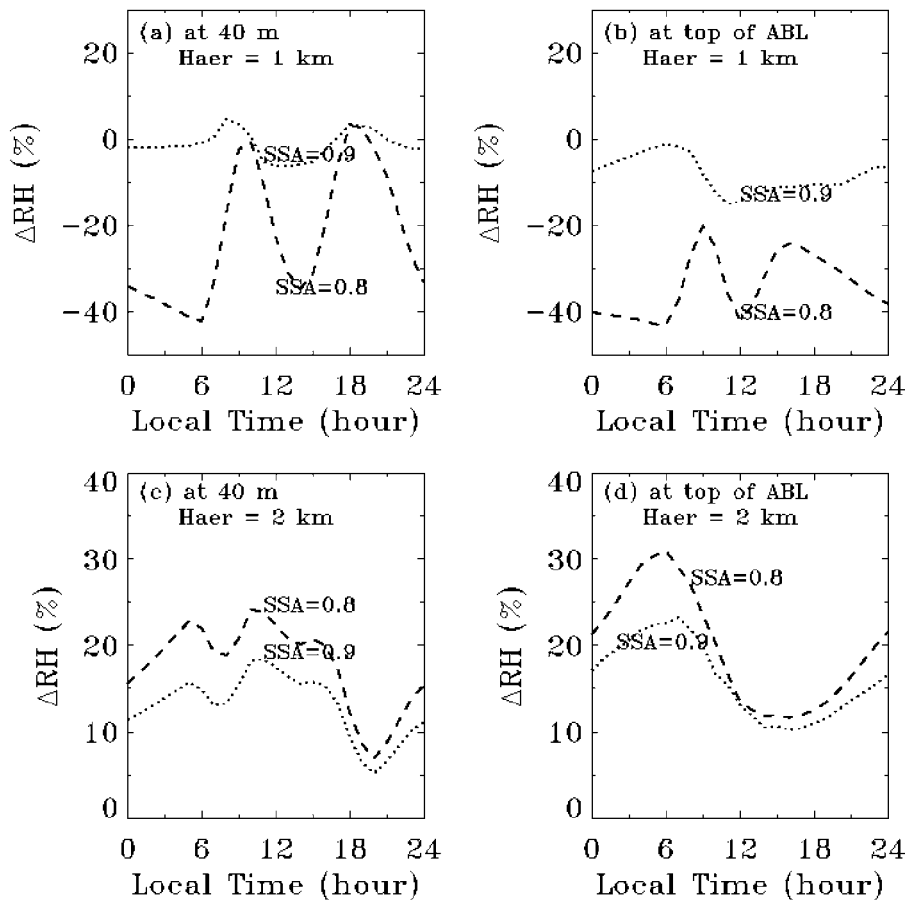 (a) at 40 m
Haer = 1 km
20
0
−20
−40
ΔRH (%)
SSA=0.9
SSA=0.8
0 6 12 18 24
Local Time (hour)
(b) at top of ABL
Haer = 1 km
20
0
−20
−40
ΔRH (%)
SSA=0.9
SSA=0.8
0 6 12 18 24
Local Time (hour)
(c) at 40 m
Haer = 2 km
40
30
20
10
0
ΔRH (%)
SSA=0.8
SSA=0.9
0 6 12 18 24
Local Time (hour)
(d) at top of ABL
Haer = 2 km
40
30
20
10
0
ΔRH (%)
SSA=0.8
SSA=0.9
0 6 12 18 24
Local Time (hour)